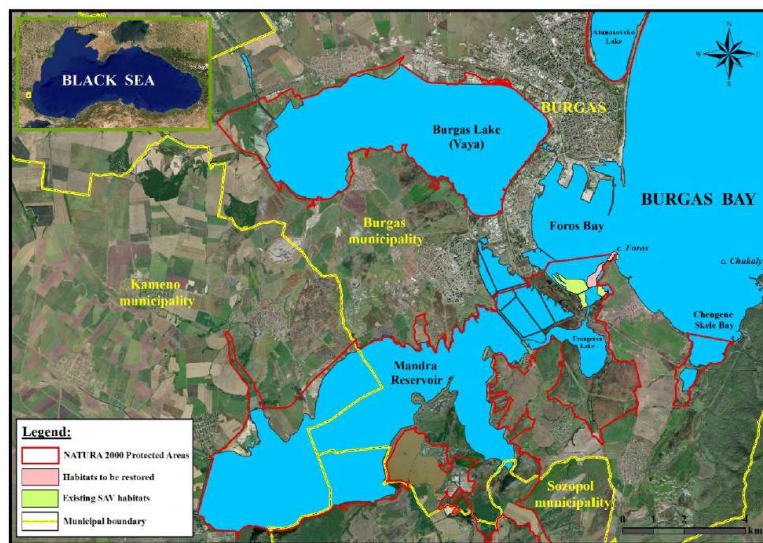 BLACK SEA
Atanasovsko
Lake
N
W
E
S
BURGAS
Burgas Lake
(Vaya)
BURGAS BAY
Foros Bay
Burgas
municipality
c. Foros
c. Chukaly
Kameno
municipality
Chengene
Skele Bay
Lake
Mandra
Reservoir
Legend:
NATURA 2000 Protected Areas
Habitats to be restored
Existing SAV habitats
Municipal boundary
Sozopol
municipality
0
4
km